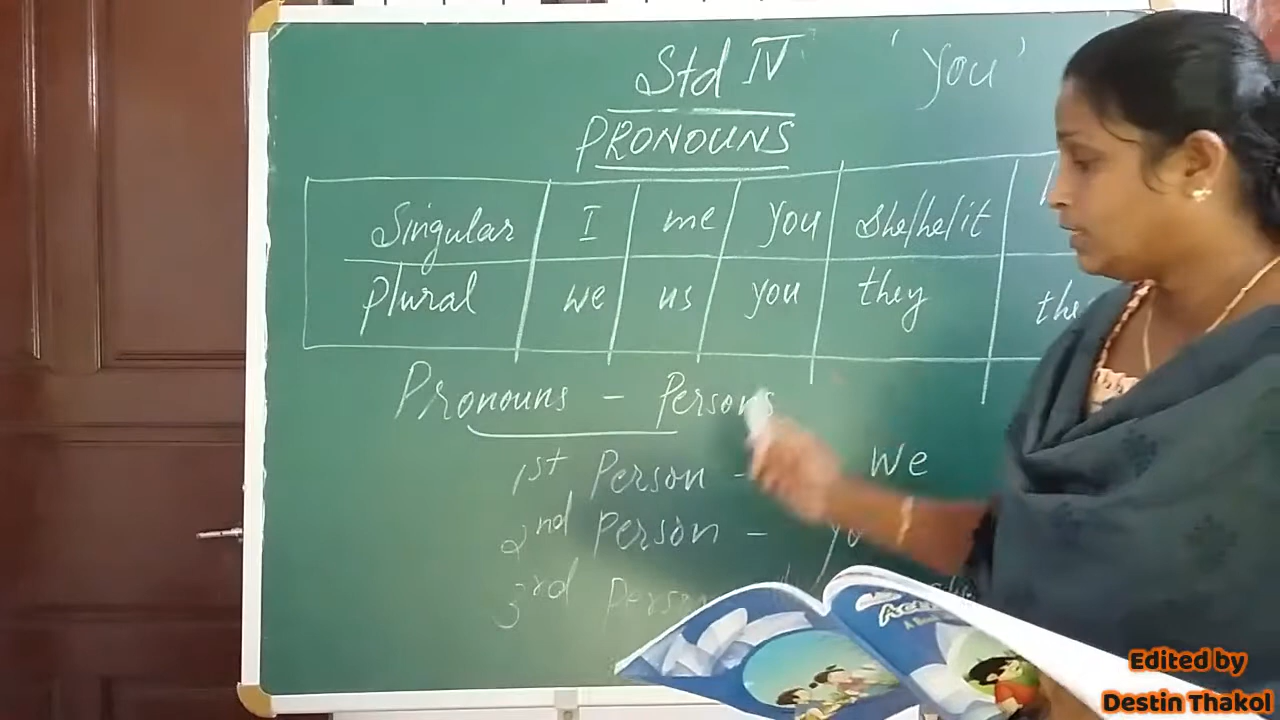 Std IV
'you'
PRONOUNS
Singular I me you She/he/it
Plural we us you they
Pronouns - Persons
1st Person - We
2nd Person -
3rd
Edited by
Destin Thakol